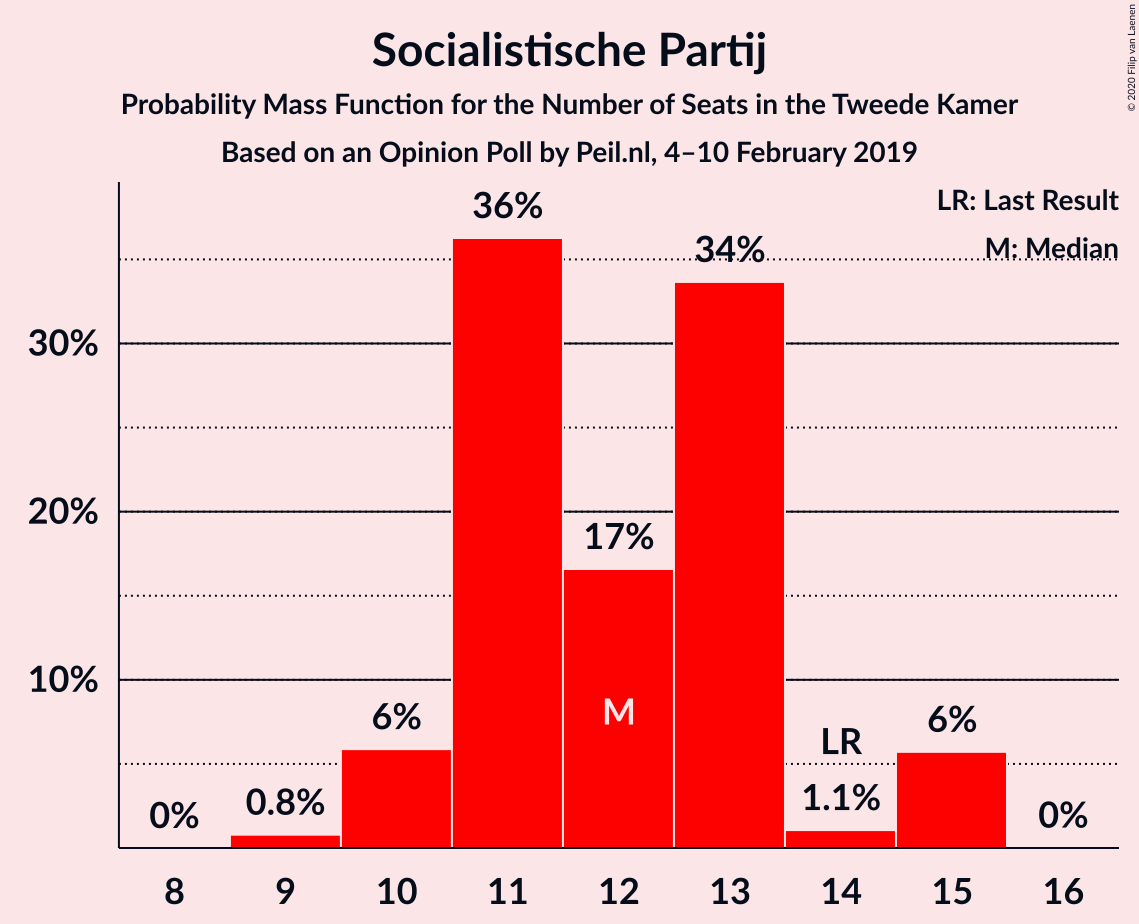 Socialistische Partij
Probability Mass Function for the Number of Seats in the Tweede Kamer
Based on an Opinion Poll by Peil.nl, 4–10 February 2019
© 2020 Filip van Laenen
LR: Last Result
M: Median
36%
34%
30%
20%
17%
10%
M
6%
6%
LR
0.8%
1.1%
0%
0%
8 9 10 11 12 13 14 15 16